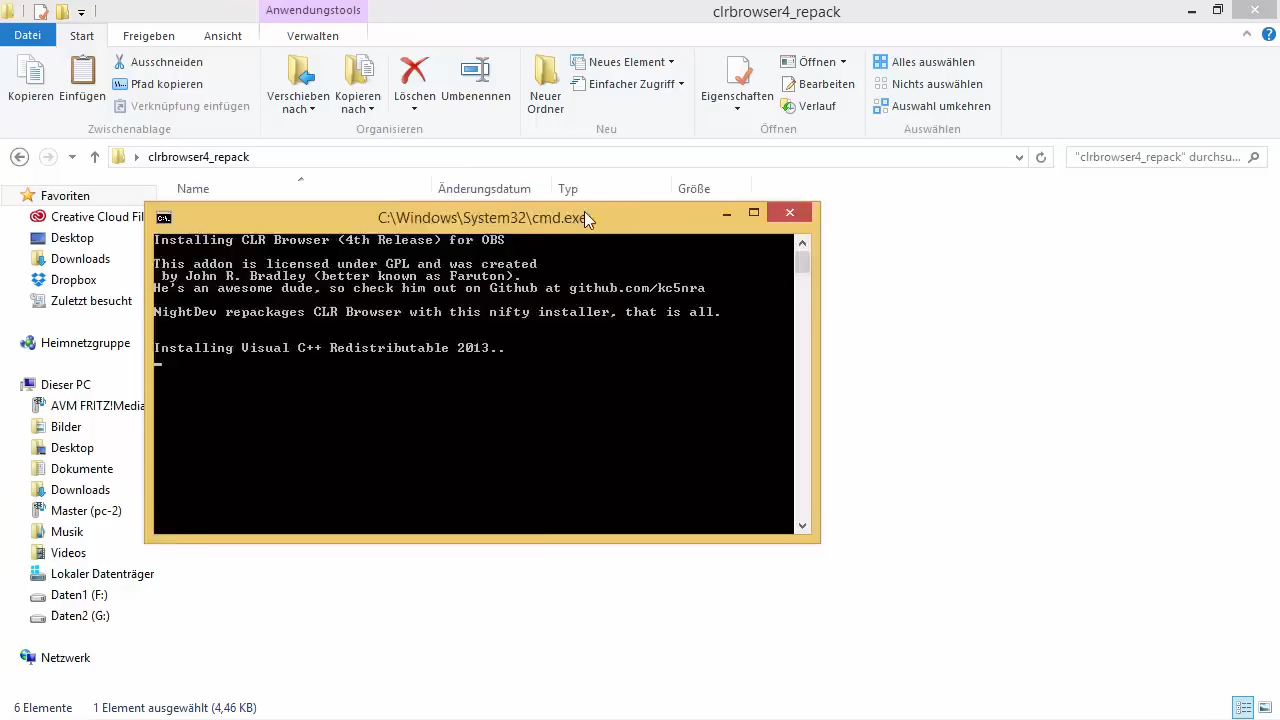 Anwendungstools
clrbrowser4_repack
Datei
Start
Freigeben
Ansicht
Verwalten
Kopieren
Einfügen
Ausschneiden
Pfad kopieren
Verknüpfung einfügen
Zwischenablage
Verschieben nach
Kopieren nach
Löschen
Umbenennen
Organisieren
Neuer Ordner
Neues Element
Einfacher Zugriff
Neu
Eigenschaften
Öffnen
Bearbeiten
Verlauf
Öffnen
Alles auswählen
Nichts auswählen
Auswahl umkehren
Auswählen
clrbrowser4_repack
"clrbrowser4_repack" durchsu...
Name
Änderungsdatum
Typ
Größe
Favoriten
Creative Cloud Fil
Desktop
Downloads
Dropbox
Zuletzt besucht
Heimnetzgruppe
Dieser PC
AVM FRITZ!Media
Bilder
Desktop
Dokumente
Downloads
Master (pc-2)
Musik
Videos
Lokaler Datenträger
Daten1 (F:)
Daten2 (G:)
Netzwerk
C:\Windows\System32\cmd.exe
Installing CLR Browser (4th Release) for OBS
This addon is licensed under GPL and was created
by John R. Bradley (better known as Faruton).
He's an awesome dude, so check him out on Github at github.com/kc5nra
NightDev repackages CLR Browser with this nifty installer, that is all.
Installing Visual C++ Redistributable 2013..
6 Elemente
1 Element ausgewählt (4,46 KB)